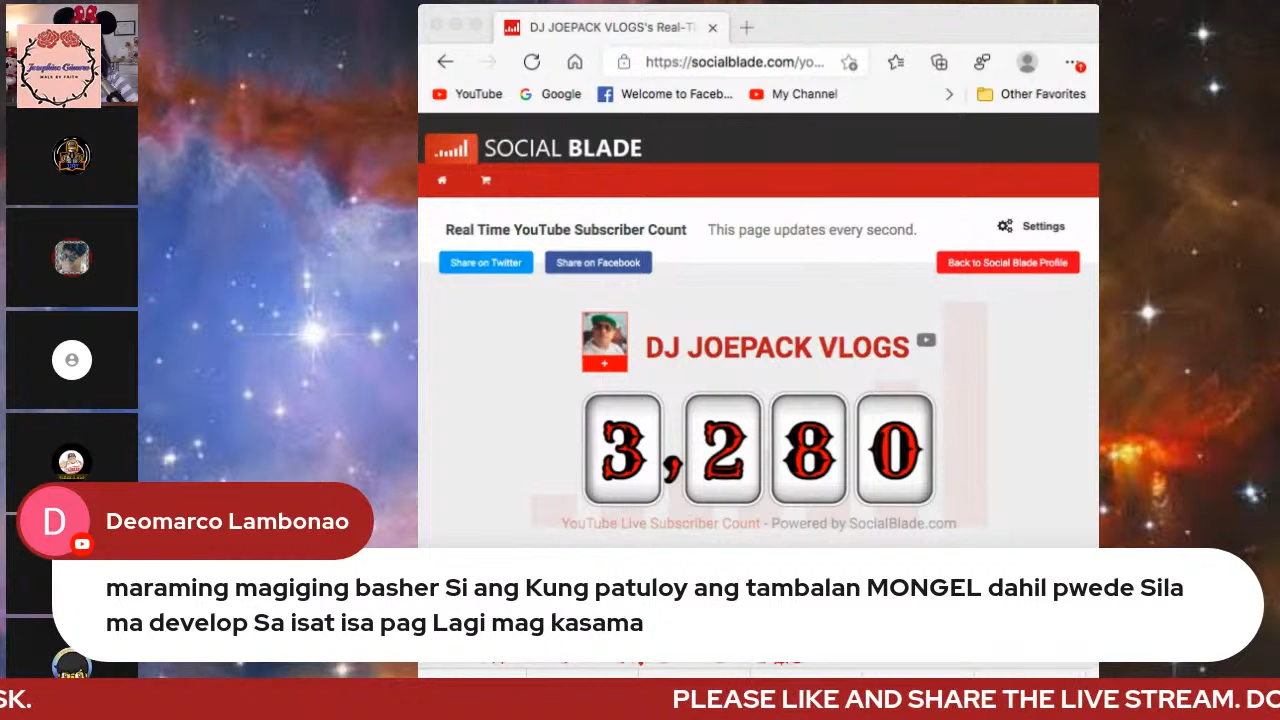 DJ JOEPACK VLOGS's Real-Ti
https://socialblade.com/yo...
YouTube
Google
Welcome to Faceb...
My Channel
Other Favorites
SOCIAL BLADE
Real Time YouTube Subscriber Count
This page updates every second.
Settings
Share on Twitter
Share on Facebook
Back to Social Blade Profile
DJ JOEPACK VLOGS
3,280
YouTube Live Subscriber Count - Powered by SocialBlade.com
D
Deomarco Lambonao
maraming magiging basher Si ang Kung patuloy ang tambalan MONGEL dahil pwede Sila
ma develop Sa isat isa pag Lagi mag kasama
SK.
PLEASE LIKE AND SHARE THE LIVE STREAM. DO